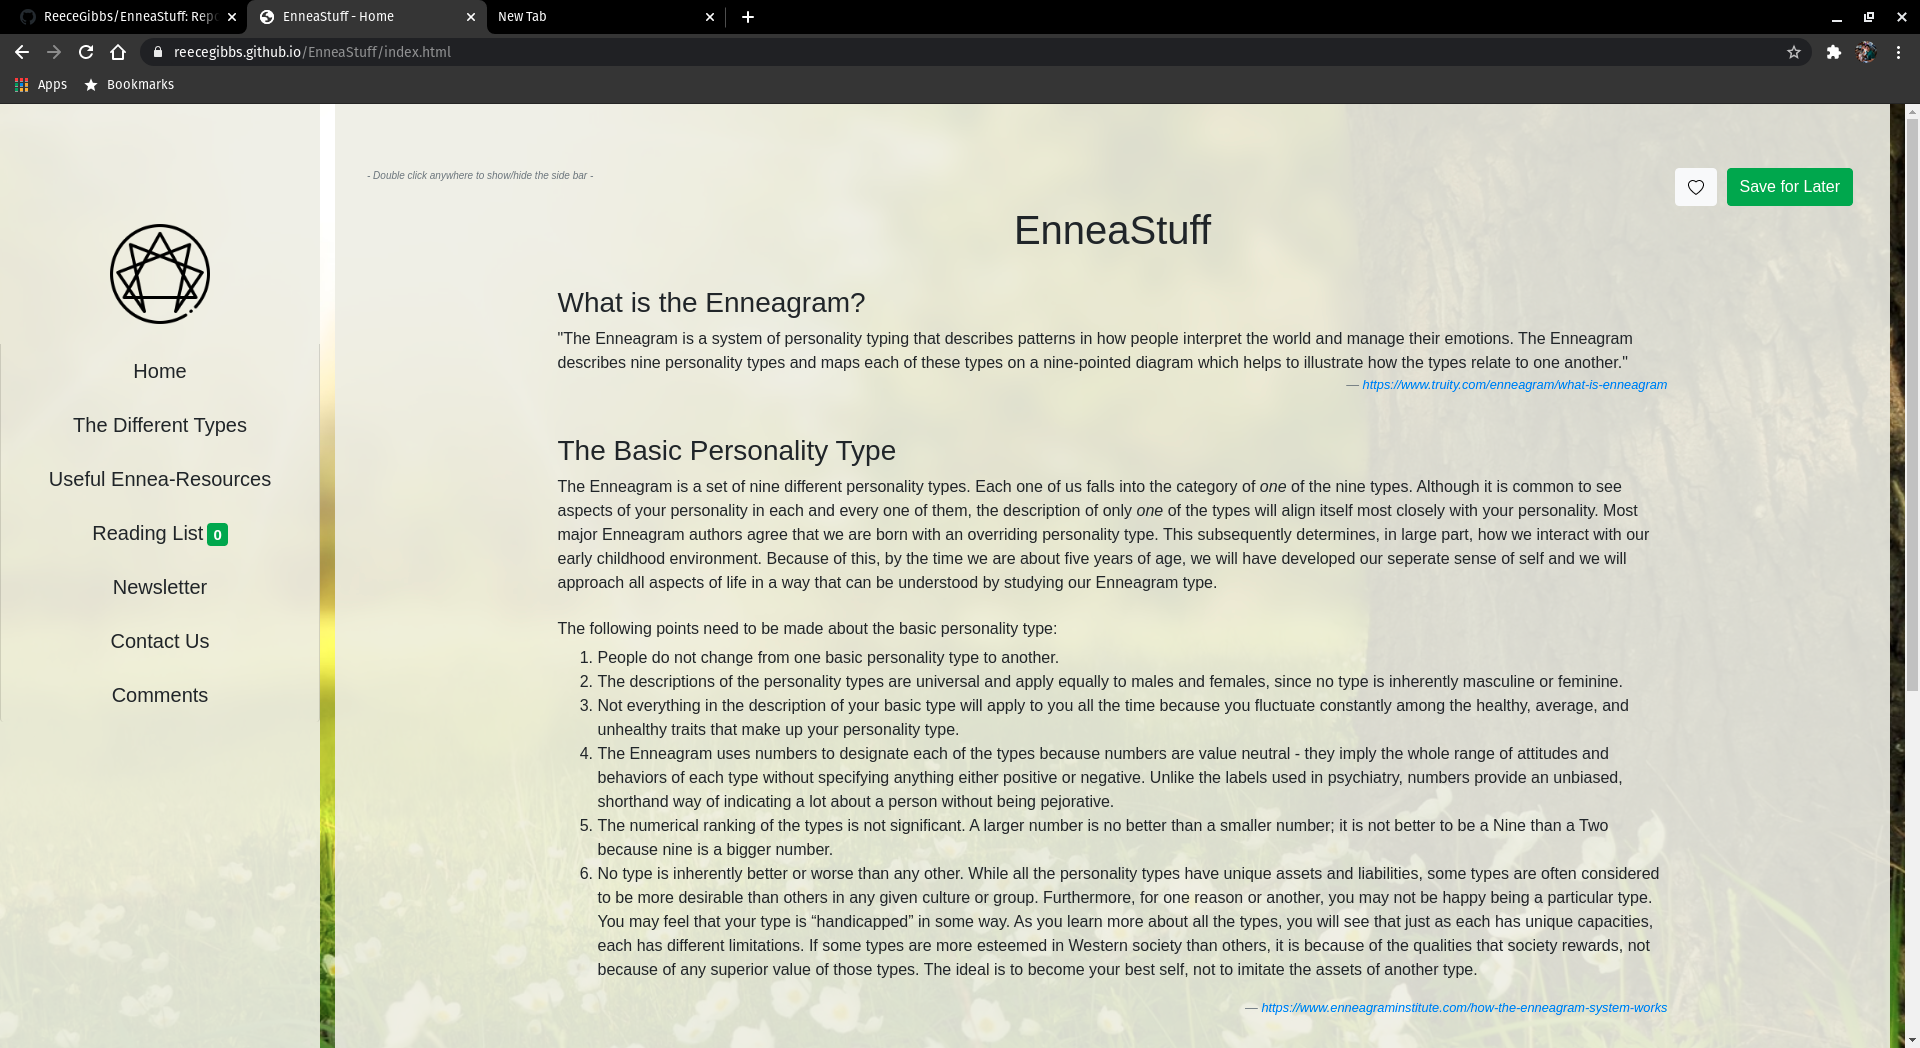 ReeceGibbs/EnneaStuff: Repo
EnneaStuff - Home
New Tab
reecegibbs.github.io/EnneaStuff/index.html
Apps
Bookmarks
Home
The Different Types
Useful Ennea-Resources
Reading List 0
Newsletter
Contact Us
Comments
- Double click anywhere to show/hide the side bar -
Save for Later
EnneaStuff
What is the Enneagram?
"The Enneagram is a system of personality typing that describes patterns in how people interpret the world and manage their emotions. The Enneagram
describes nine personality types and maps each of these types on a nine-pointed diagram which helps to illustrate how the types relate to one another."
— https://www.truity.com/enneagram/what-is-enneagram
The Basic Personality Type
The Enneagram is a set of nine different personality types. Each one of us falls into the category of one of the nine types. Although it is common to see
aspects of your personality in each and every one of them, the description of only one of the types will align itself most closely with your personality. Most
major Enneagram authors agree that we are born with an overriding personality type. This subsequently determines, in large part, how we interact with our
early childhood environment. Because of this, by the time we are about five years of age, we will have developed our seperate sense of self and we will
approach all aspects of life in a way that can be understood by studying our Enneagram type.
The following points need to be made about the basic personality type:
1. People do not change from one basic personality type to another.
2. The descriptions of the personality types are universal and apply equally to males and females, since no type is inherently masculine or feminine.
3. Not everything in the description of your basic type will apply to you all the time because you fluctuate constantly among the healthy, average, and
unhealthy traits that make up your personality type.
4. The Enneagram uses numbers to designate each of the types because numbers are value neutral - they imply the whole range of attitudes and
behaviors of each type without specifying anything either positive or negative. Unlike the labels used in psychiatry, numbers provide an unbiased,
shorthand way of indicating a lot about a person without being pejorative.
5. The numerical ranking of the types is not significant. A larger number is no better than a smaller number; it is not better to be a Nine than a Two
because nine is a bigger number.
6. No type is inherently better or worse than any other. While all the personality types have unique assets and liabilities, some types are often considered
to be more desirable than others in any given culture or group. Furthermore, for one reason or another, you may not be happy being a particular type.
You may feel that your type is “handicapped” in some way. As you learn more about all the types, you will see that just as each has unique capacities,
each has different limitations. If some types are more esteemed in Western society than others, it is because of the qualities that society rewards, not
because of any superior value of those types. The ideal is to become your best self, not to imitate the assets of another type.
— https://www.enneagraminstitute.com/how-the-enneagram-system-works